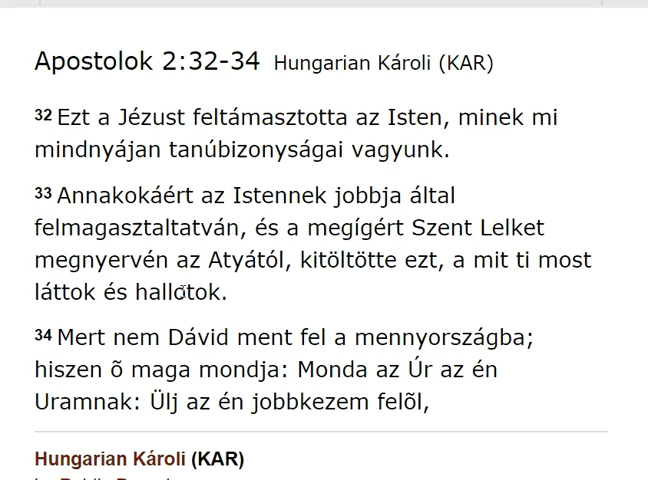 Apostolok 2:32-34 Hungarian Károli (KAR)
32 Ezt a Jézust feltámasztotta az Isten, minek mi
mindnyájan tanúbizonyságai vagyunk.
33 Annakokáért az Istennek jobbja által
felmagasztaltatván, és a megígért Szent Lelket
megnyervén az Atyától, kitöltötte ezt, a mit ti most
láttok és hallotok.
34 Mert nem Dávid ment fel a mennyországba;
hiszen õ maga mondja: Monda az Úr az én
Uramnak: Ülj az én jobbkezem felõl,
Hungarian Károli (KAR)